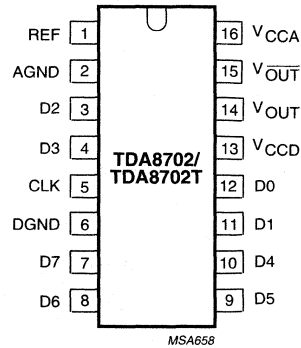 REF 1 16 VCCA
AGND 2 15 VOUT
D2 3 14 VOUT
D3 4 13 VCCD
TDA8702/
TDA8702T
CLK 5 12 D0
DGND 6 11 D1
D7 7 10 D4
D6 8 9 D5
MSA658